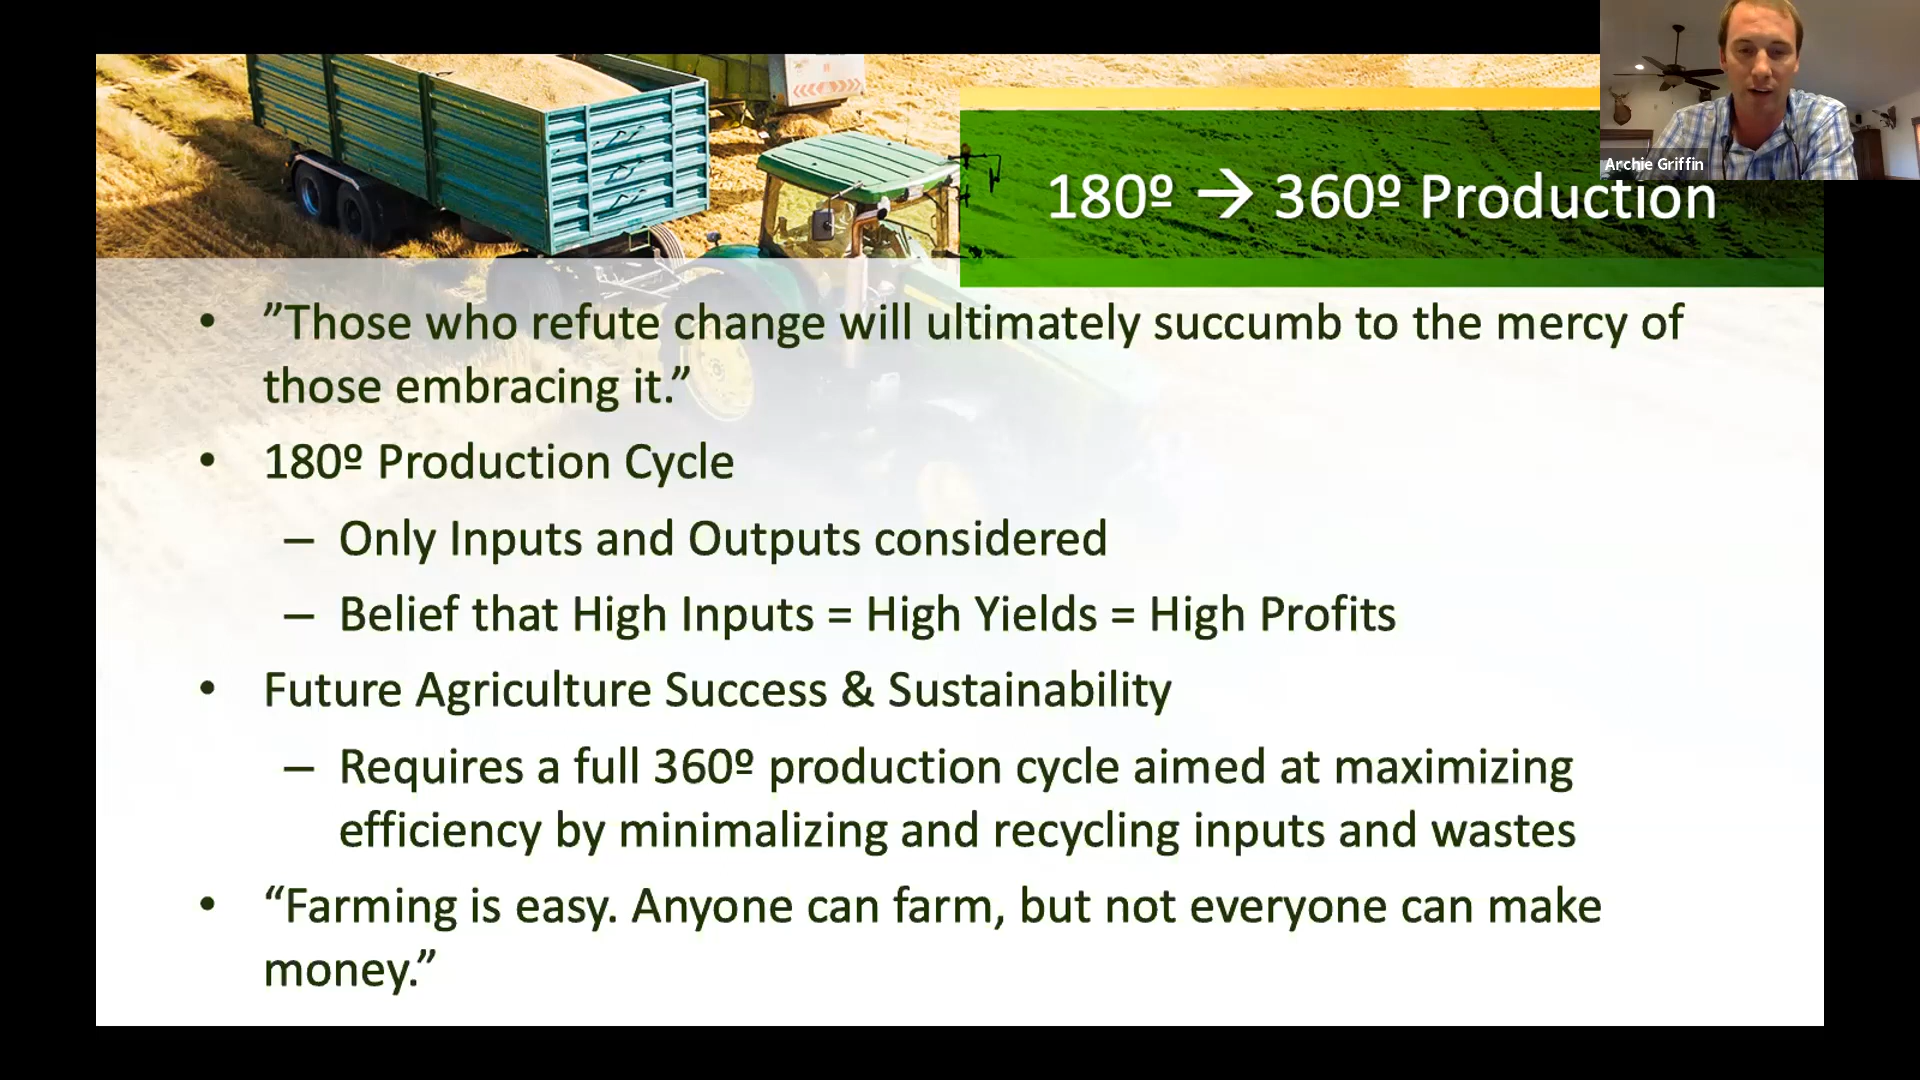 Archie Griffin
180º → 360º Production
• ”Those who refute change will ultimately succumb to the mercy of
those embracing it.”
• 180º Production Cycle
– Only Inputs and Outputs considered
– Belief that High Inputs = High Yields = High Profits
• Future Agriculture Success & Sustainability
– Requires a full 360º production cycle aimed at maximizing
efficiency by minimalizing and recycling inputs and wastes
• “Farming is easy. Anyone can farm, but not everyone can make
money.”